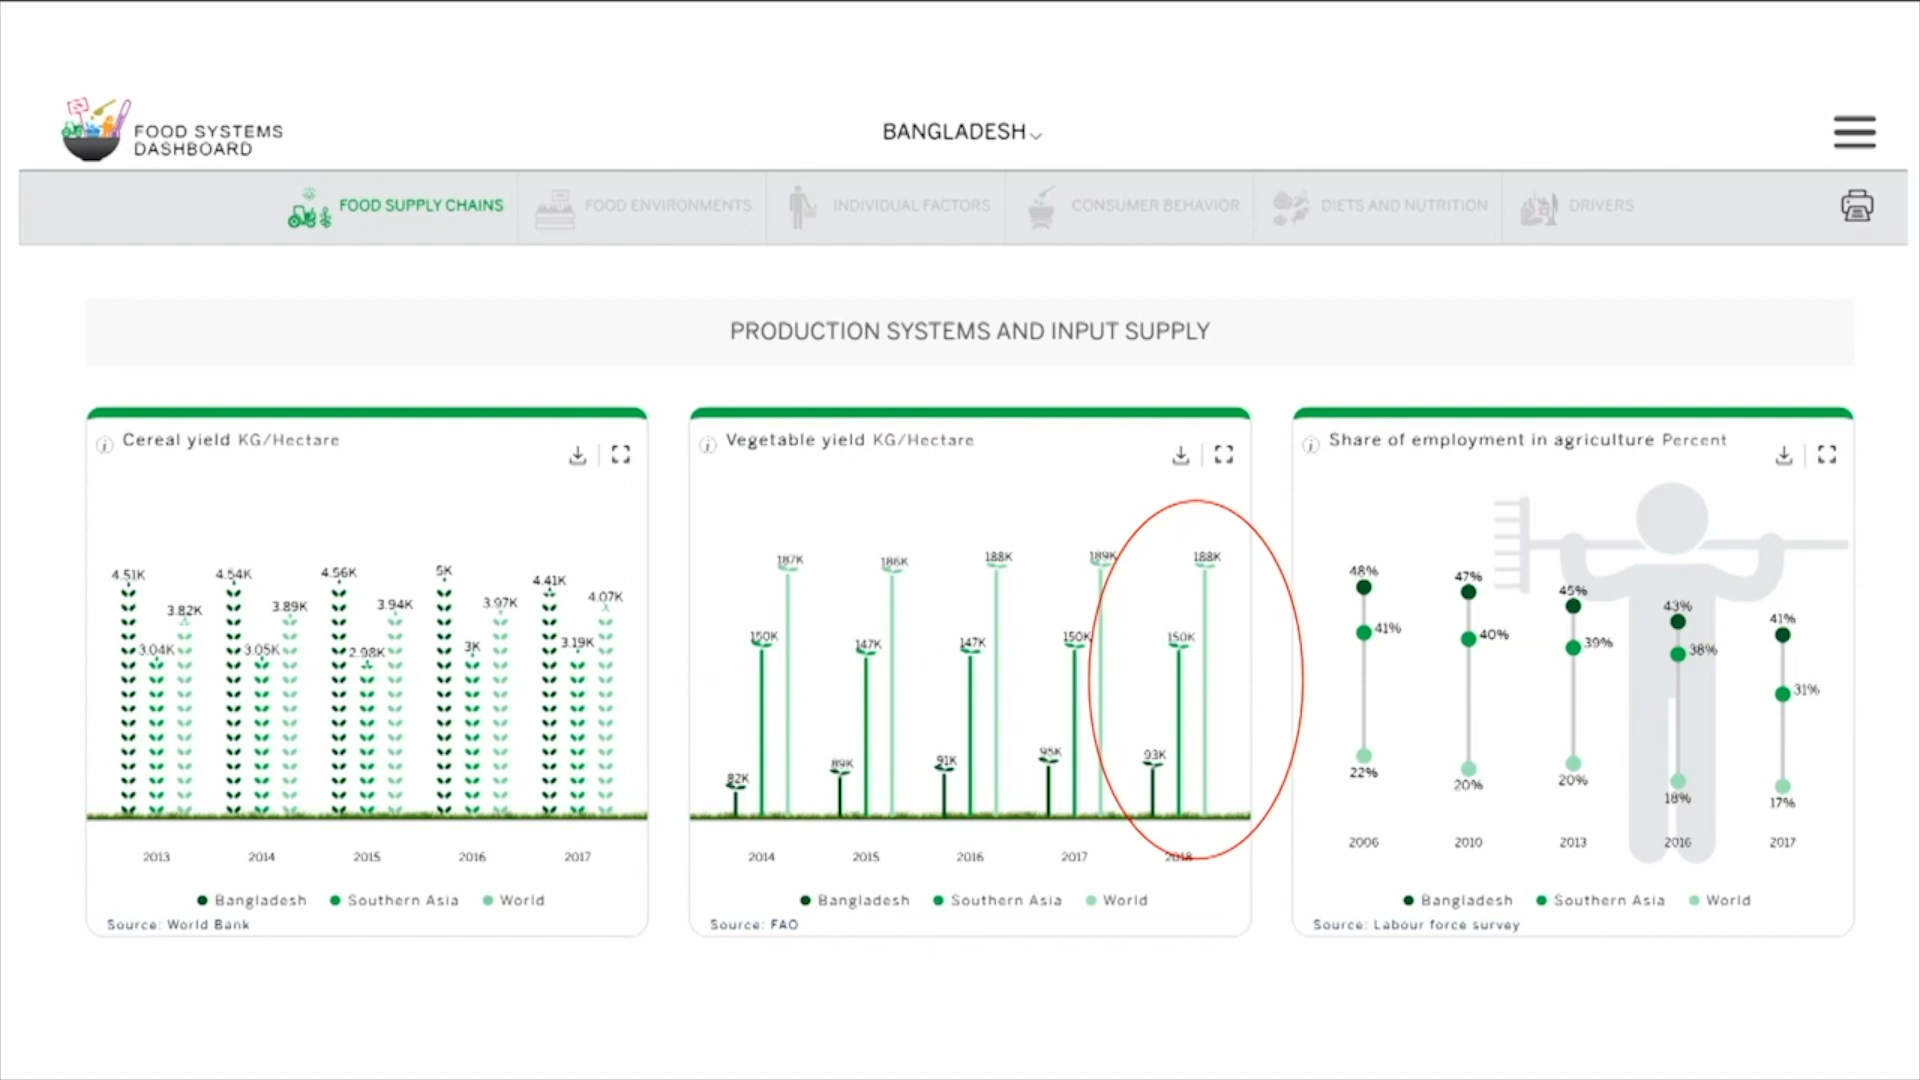 FOOD SYSTEMS
DASHBOARD
BANGLADESH
FOOD SUPPLY CHAINS
FOOD ENVIRONMENTS
INDIVIDUAL FACTORS
CONSUMER BEHAVIOR
DIETS AND NUTRITION
DRIVERS
PRODUCTION SYSTEMS AND INPUT SUPPLY
Cereal yield KG/Hectare
4.51K
3.04K
3.82K
4.54K
3.05K
3.89K
4.56K
2.98K
3.94K
5K
3K
3.97K
4.41K
3.19K
4.07K
2013
2014
2015
2016
2017
Bangladesh
Southern Asia
World
Source: World Bank
Vegetable yield KG/Hectare
82K
150K
187K
89K
147K
186K
91K
147K
188K
95K
150K
189K
93K
150K
188K
2014
2015
2016
2017
2018
Bangladesh
Southern Asia
World
Source: FAO
Share of employment in agriculture Percent
48%
41%
22%
47%
40%
20%
45%
39%
20%
43%
38%
18%
41%
31%
17%
2006
2010
2013
2016
2017
Bangladesh
Southern Asia
World
Source: Labour force survey